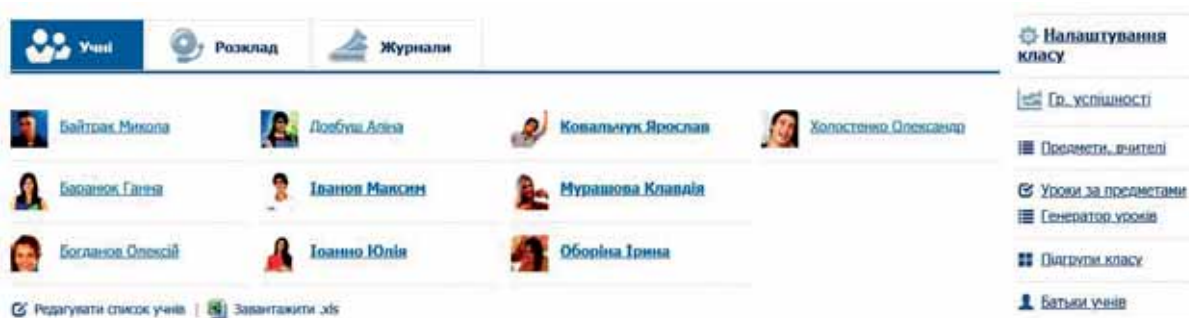 Учні
Розклад
Журнали
Байтрак Микола
Довбуш Аліна
Ковальчук Ярослав
Холостенко Олександр
Баранюк Ганна
Іванов Максим
Мурашова Клавдія
Богданов Олексій
Іоанно Юлія
Оборіна Ірина
Редагувати список учнів | Завантажити .xls
Налаштування
класу
Гр. успішності
Предмети, вчителі
Уроки за предметами
Генератор уроків
Підгрупи класу
Батьки учнів